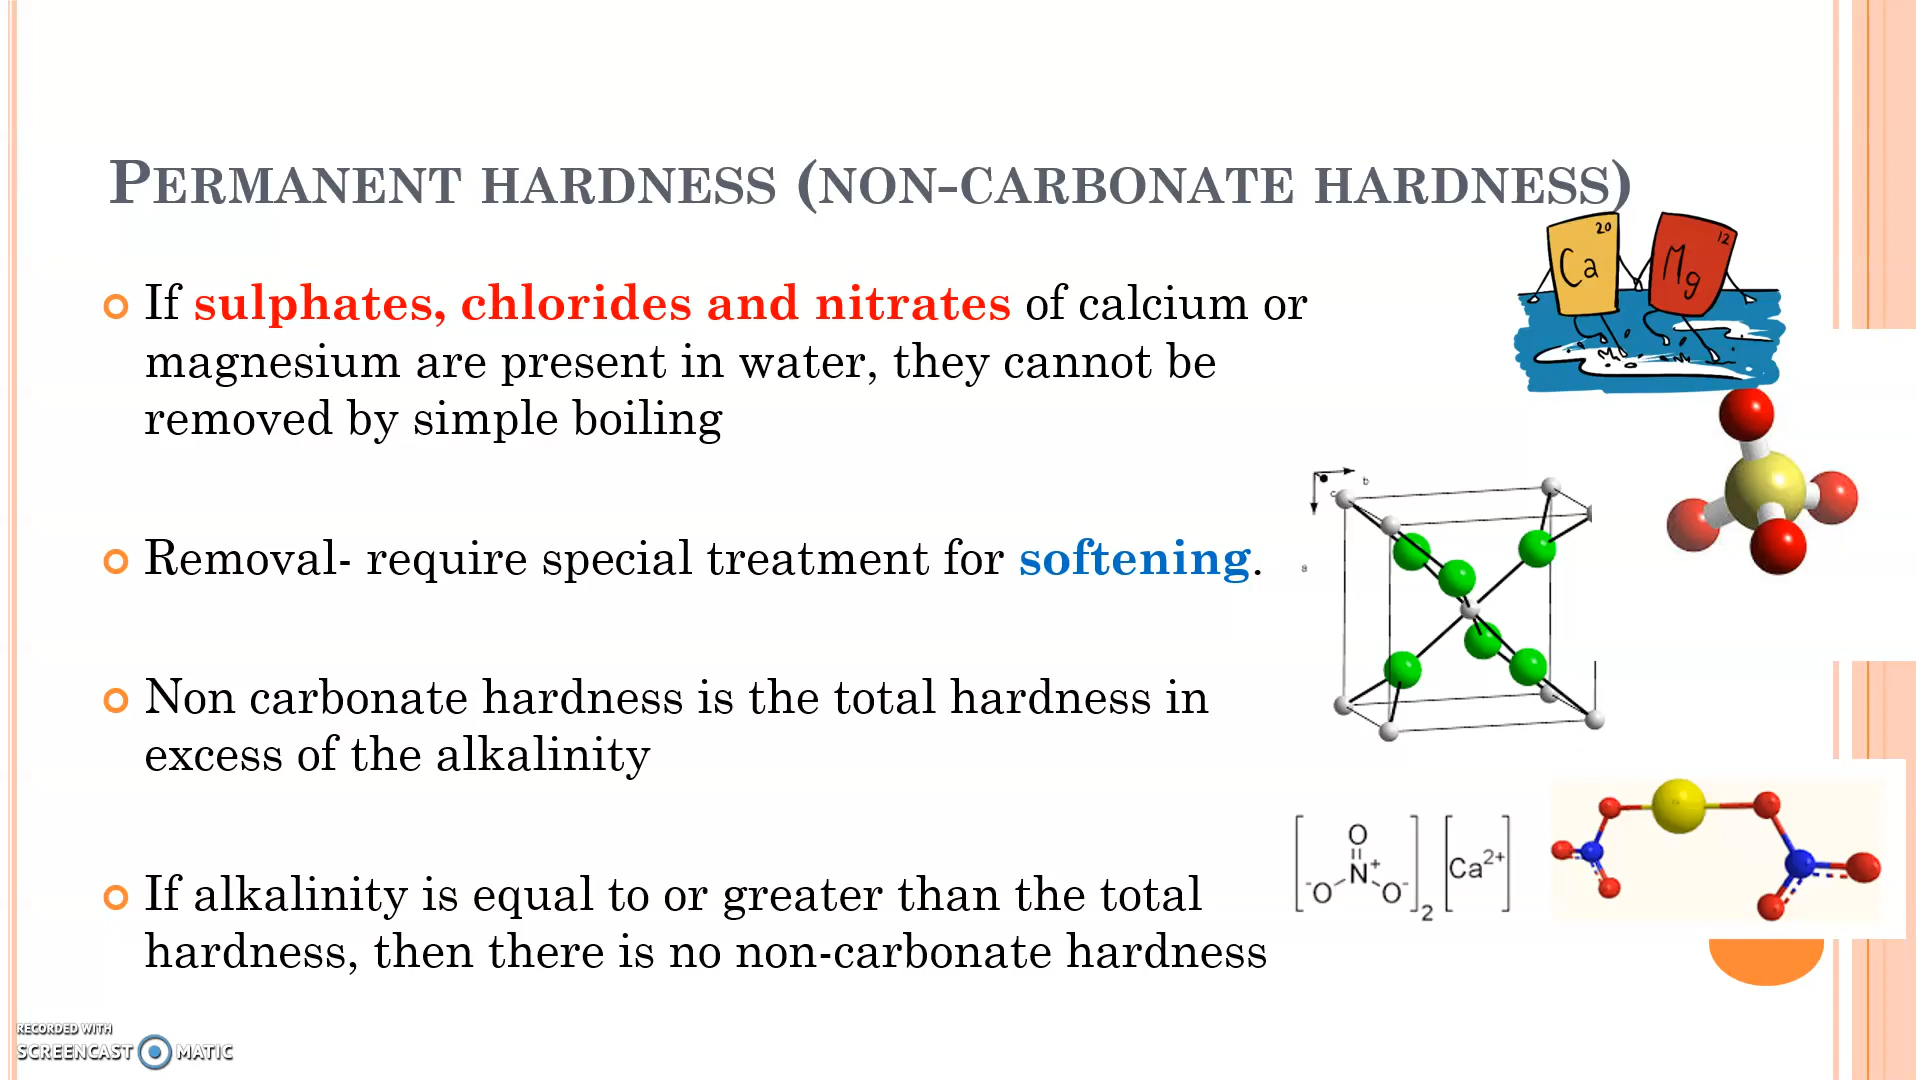 PERMANENT HARDNESS (NON-CARBONATE HARDNESS)
20
Ca
12
Mg
If sulphates, chlorides and nitrates of calcium or
magnesium are present in water, they cannot be
removed by simple boiling
b
c
a
Removal- require special treatment for softening.
Non carbonate hardness is the total hardness in
excess of the alkalinity
O
N+
-O O-
2
Ca2+
If alkalinity is equal to or greater than the total
hardness, then there is no non-carbonate hardness
RECORDED WITH
SCREENCAST MATIC